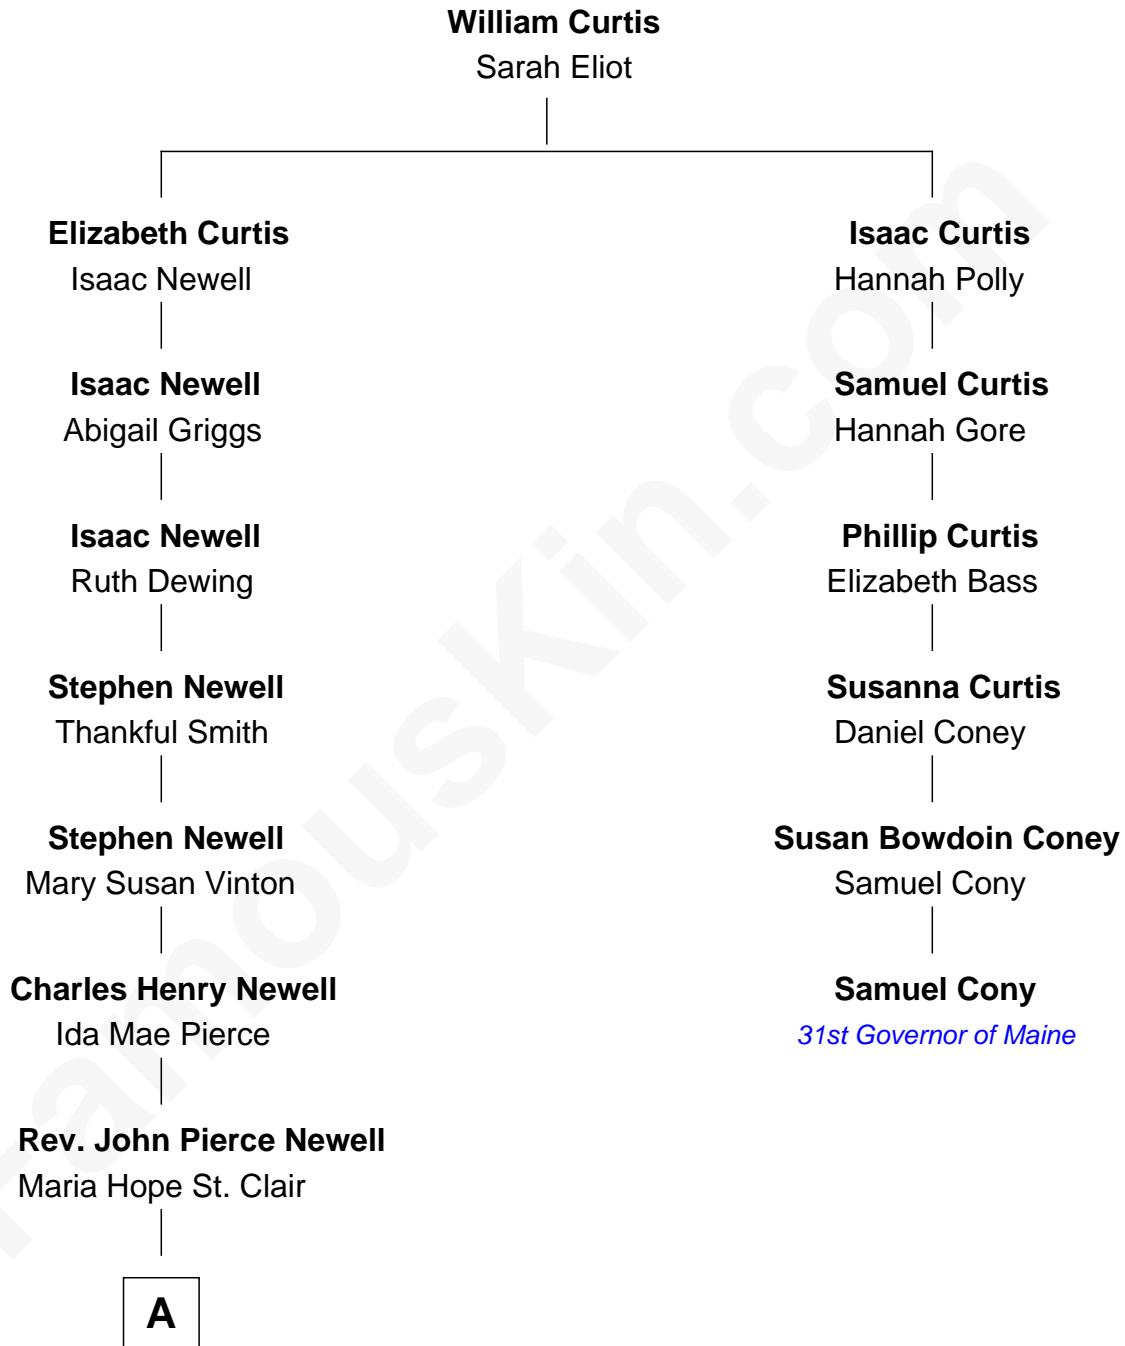 William Curtis
Sarah Eliot
Elizabeth Curtis
Isaac Newell
Isaac Curtis
Hannah Polly
Isaac Newell
Abigail Griggs
Samuel Curtis
Hannah Gore
Isaac Newell
Ruth Dewing
Phillip Curtis
Elizabeth Bass
Stephen Newell
Thankful Smith
Susanna Curtis
Daniel Coney
Stephen Newell
Mary Susan Vinton
Susan Bowdoin Coney
Samuel Cony
Charles Henry Newell
Ida Mae Pierce
Samuel Cony
31st Governor of Maine
Rev. John Pierce Newell
Maria Hope St. Clair
A
FamousKin.com